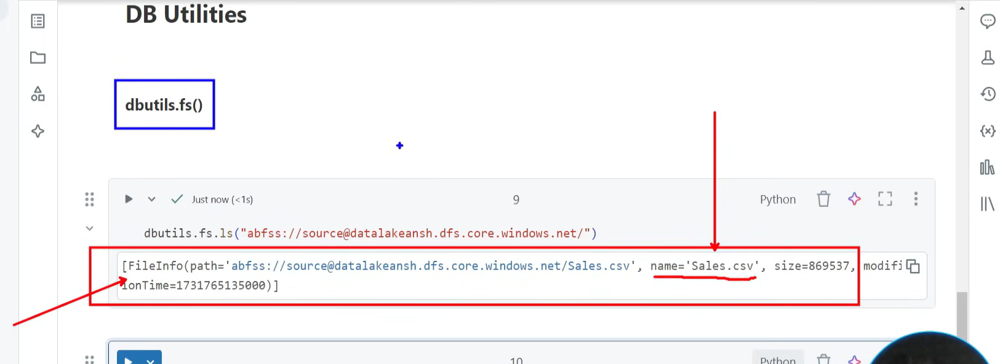 DB Utilities
dbutils.fs()
Just now (<1s)
9
Python
dbutils.fs.ls("abfss://source@datalakeansh.dfs.core.windows.net/")
[FileInfo(path='abfss://source@datalakeansh.dfs.core.windows.net/Sales.csv', name='Sales.csv', size=869537, modifi
ionTime=1731765135000)]
10
Python